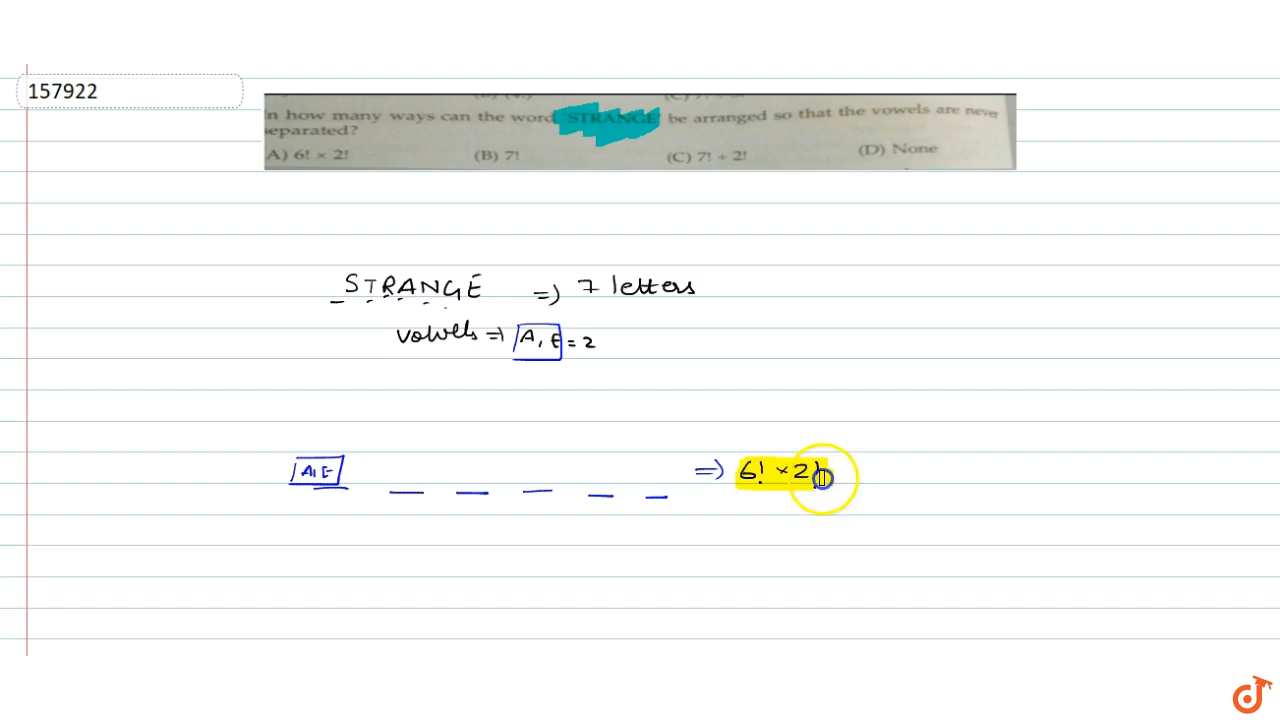 157922
n how many ways can the word 'STRANGE' be arranged so that the vowels are never
separated?
A) 6! × 2! (B) 7! (C) 7! ÷ 2! (D) None
STRANGE ⇒ 7 letters
vowels ⇒ A, E = 2
A, E ⇒ 6! × 2!